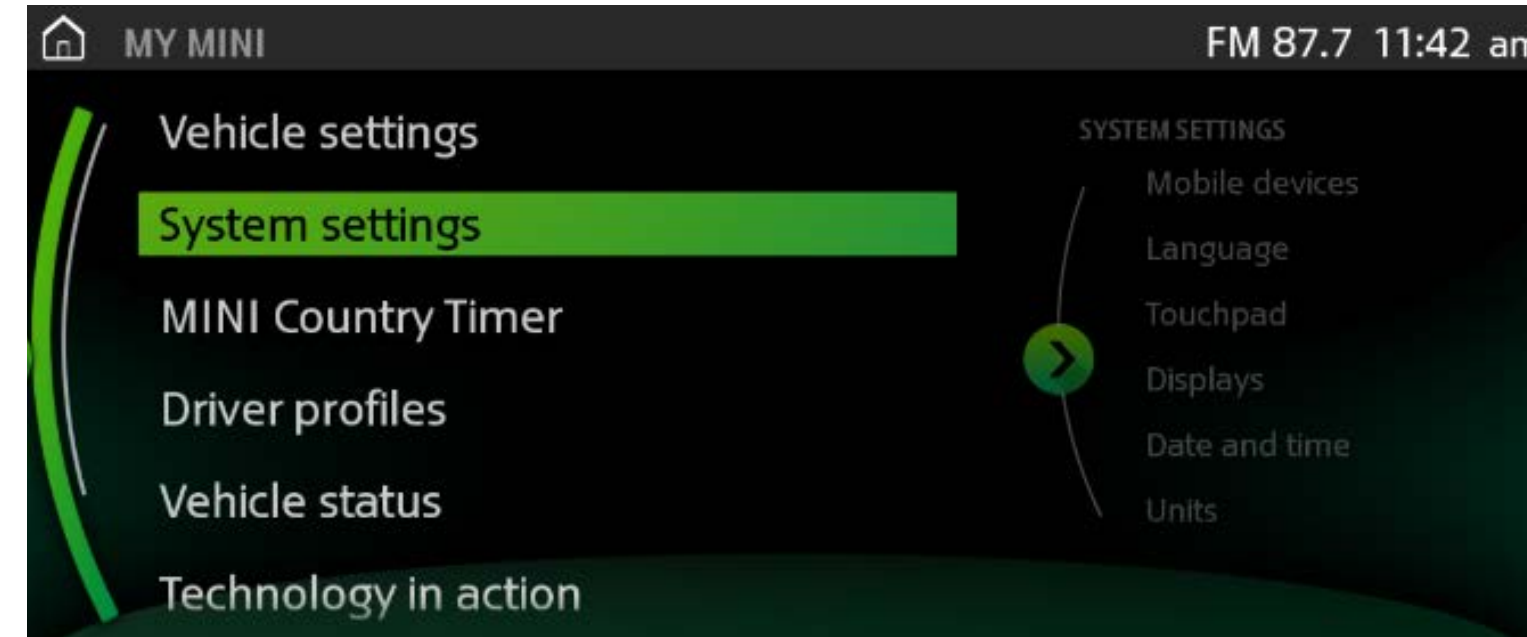 MY MINI
FM 87.7 11:42 am
Vehicle settings
System settings
MINI Country Timer
Driver profiles
Vehicle status
Technology in action
SYSTEM SETTINGS
Mobile devices
Language
Touchpad
Displays
Date and time
Units